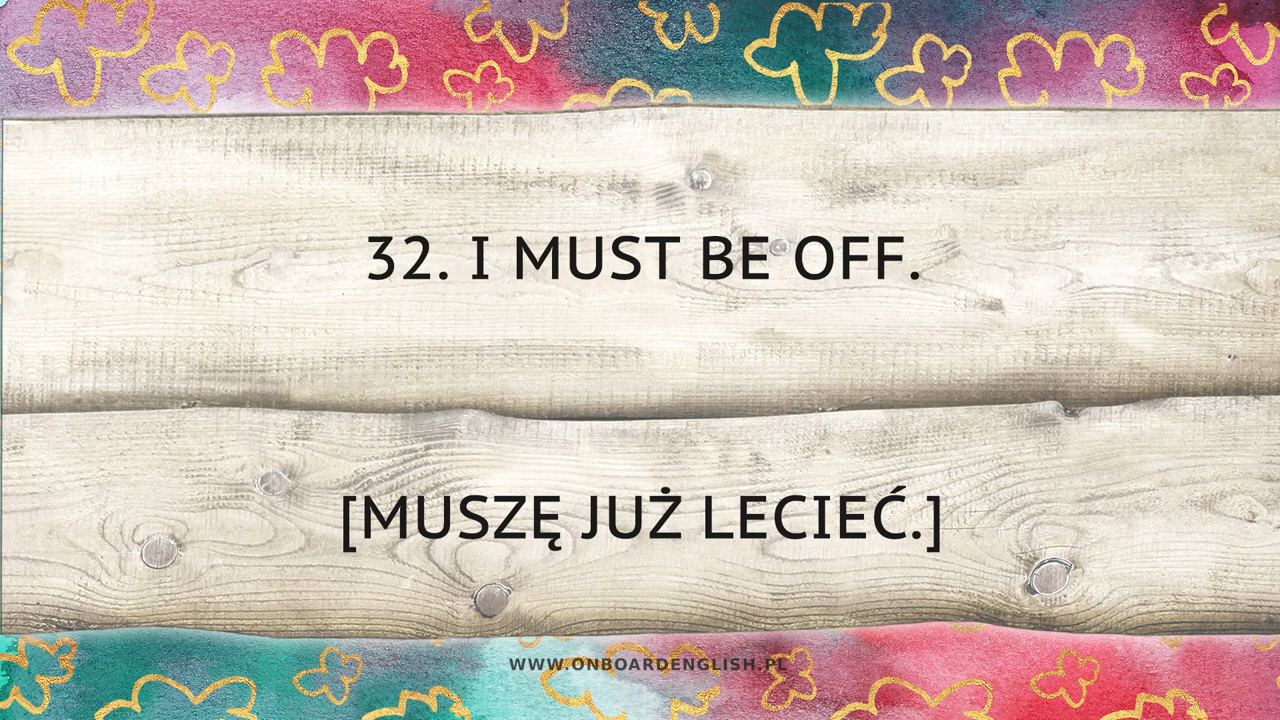 32. I MUST BE OFF.
[MUSZĘ JUŻ LECIEĆ.]
WWW.ONBOARDENGLISH.PL